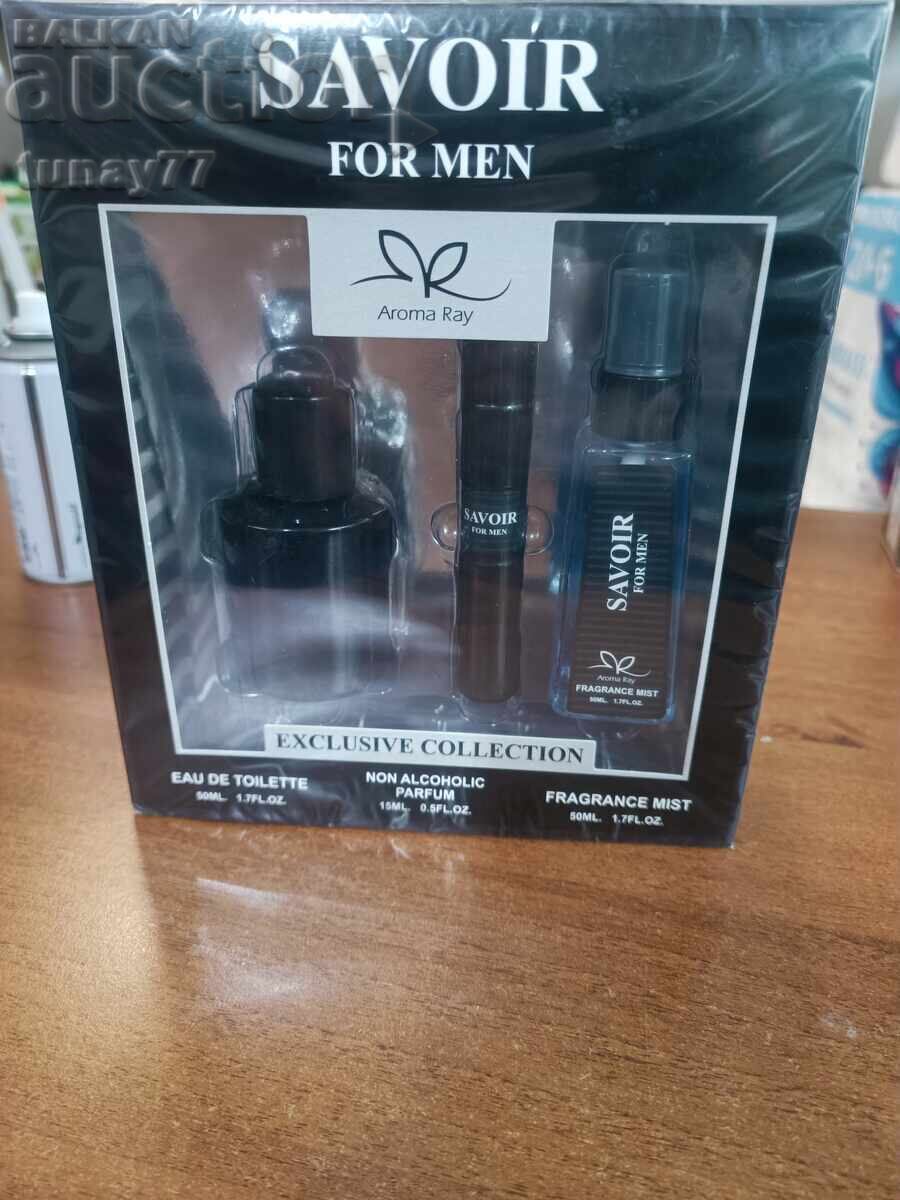 BALKAN
auction
tunay77
SAVOIR
FOR MEN
Aroma Ray
SAVOIR
FOR MEN
SAVOIR
FOR MEN
Aroma Ray
FRAGRANCE MIST
50ML. 1.7FL.OZ.
EXCLUSIVE COLLECTION
EAU DE TOILETTE
50ML. 1.7FL.OZ.
NON ALCOHOLIC
PARFUM
15ML. 0.5FL.OZ.
FRAGRANCE MIST
50ML. 1.7FL.OZ.